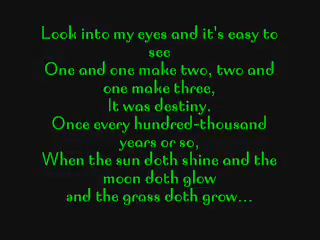 Look into my eyes and it's easy to
see
One and one make two, two and
one make three,
It was destiny.
Once every hundred-thousand
years or so,
When the sun doth shine and the
moon doth glow
and the grass doth grow...